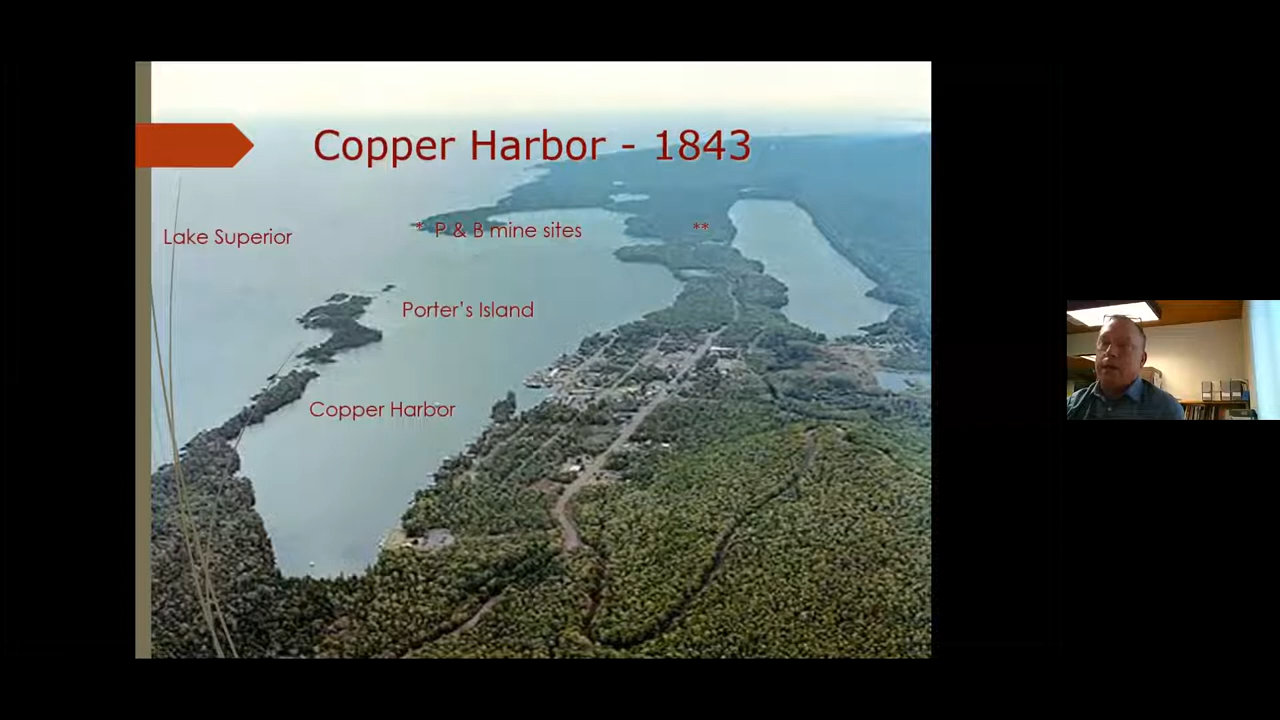 Copper Harbor - 1843
Lake Superior
* P & B mine sites
**
Porter's Island
Copper Harbor